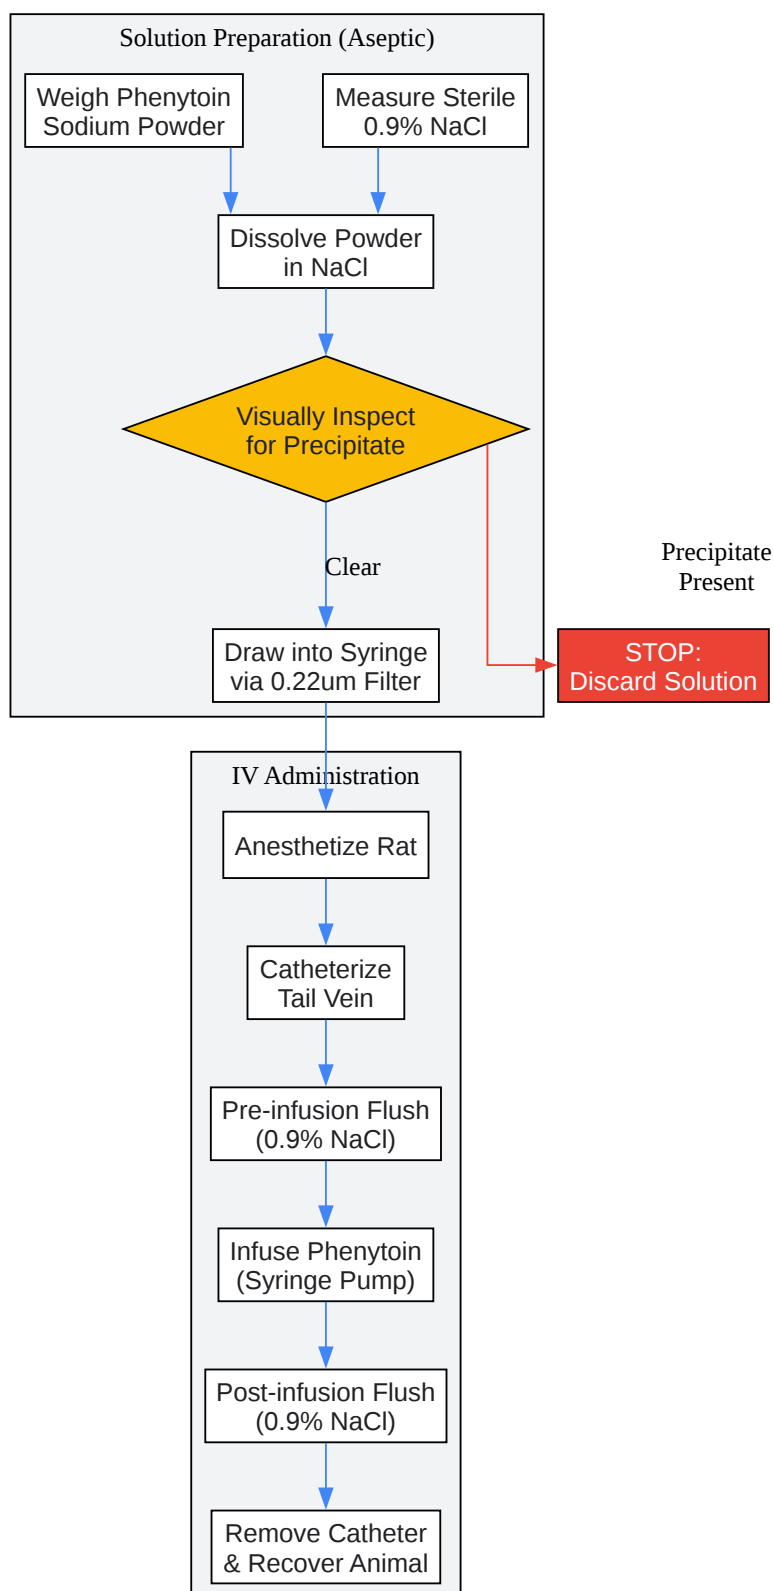 Solution Preparation (Aseptic)
Weigh Phenytoin
Sodium Powder
Measure Sterile
0.9% NaCl
Dissolve Powder
in NaCl
Visually Inspect
for Precipitate
Clear
Precipitate
Present
Draw into Syringe
via 0.22um Filter
STOP:
Discard Solution
IV Administration
Anesthetize Rat
Catheterize
Tail Vein
Pre-infusion Flush
(0.9% NaCl)
Infuse Phenytoin
(Syringe Pump)
Post-infusion Flush
(0.9% NaCl)
Remove Catheter
& Recover Animal